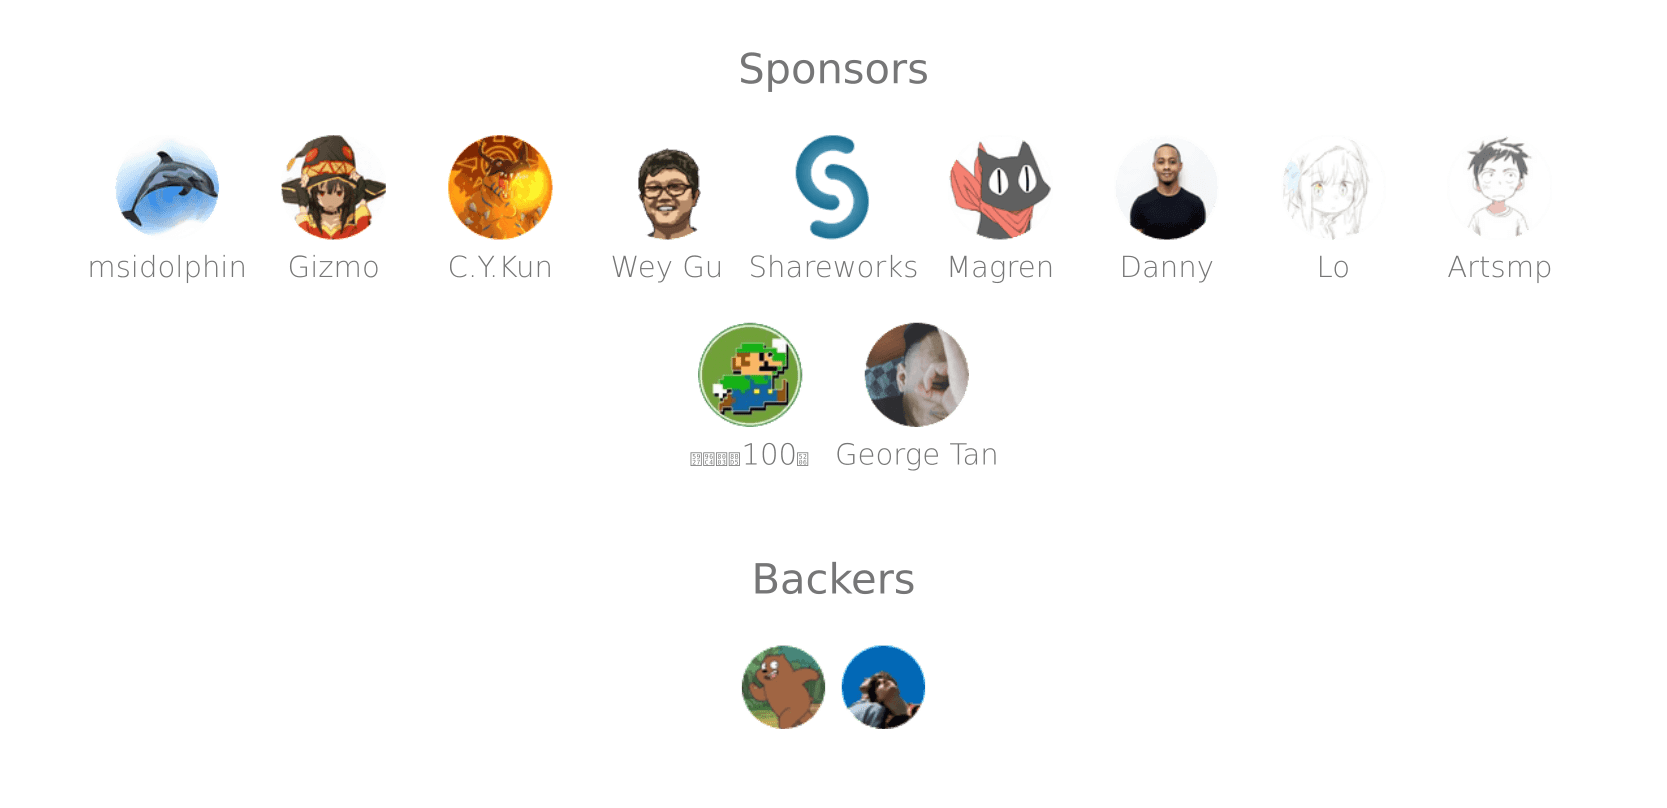 Sponsors
msidolphin Gizmo C.Y.Kun Wey Gu Shareworks Magren Danny Lo Artsmp
100 George Tan
Backers